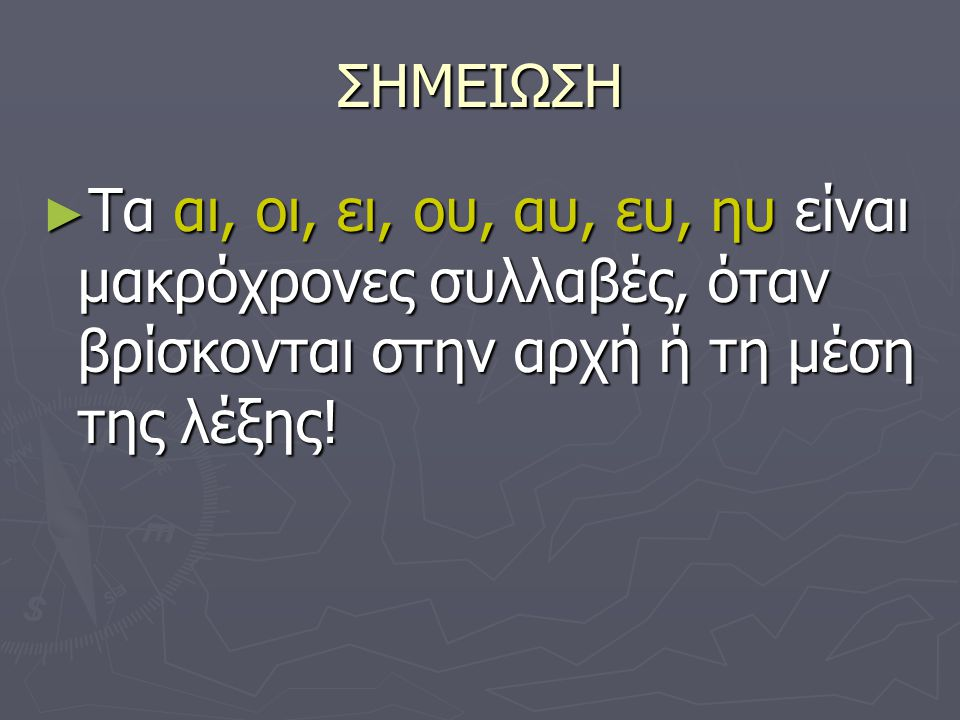 ΣΗΜΕΙΩΣΗ
►Τα αι, οι, ει, ου, αυ, ευ, ηυ είναι
μακρόχρονες συλλαβές, όταν
βρίσκονται στην αρχή ή τη μέση
της λέξης!